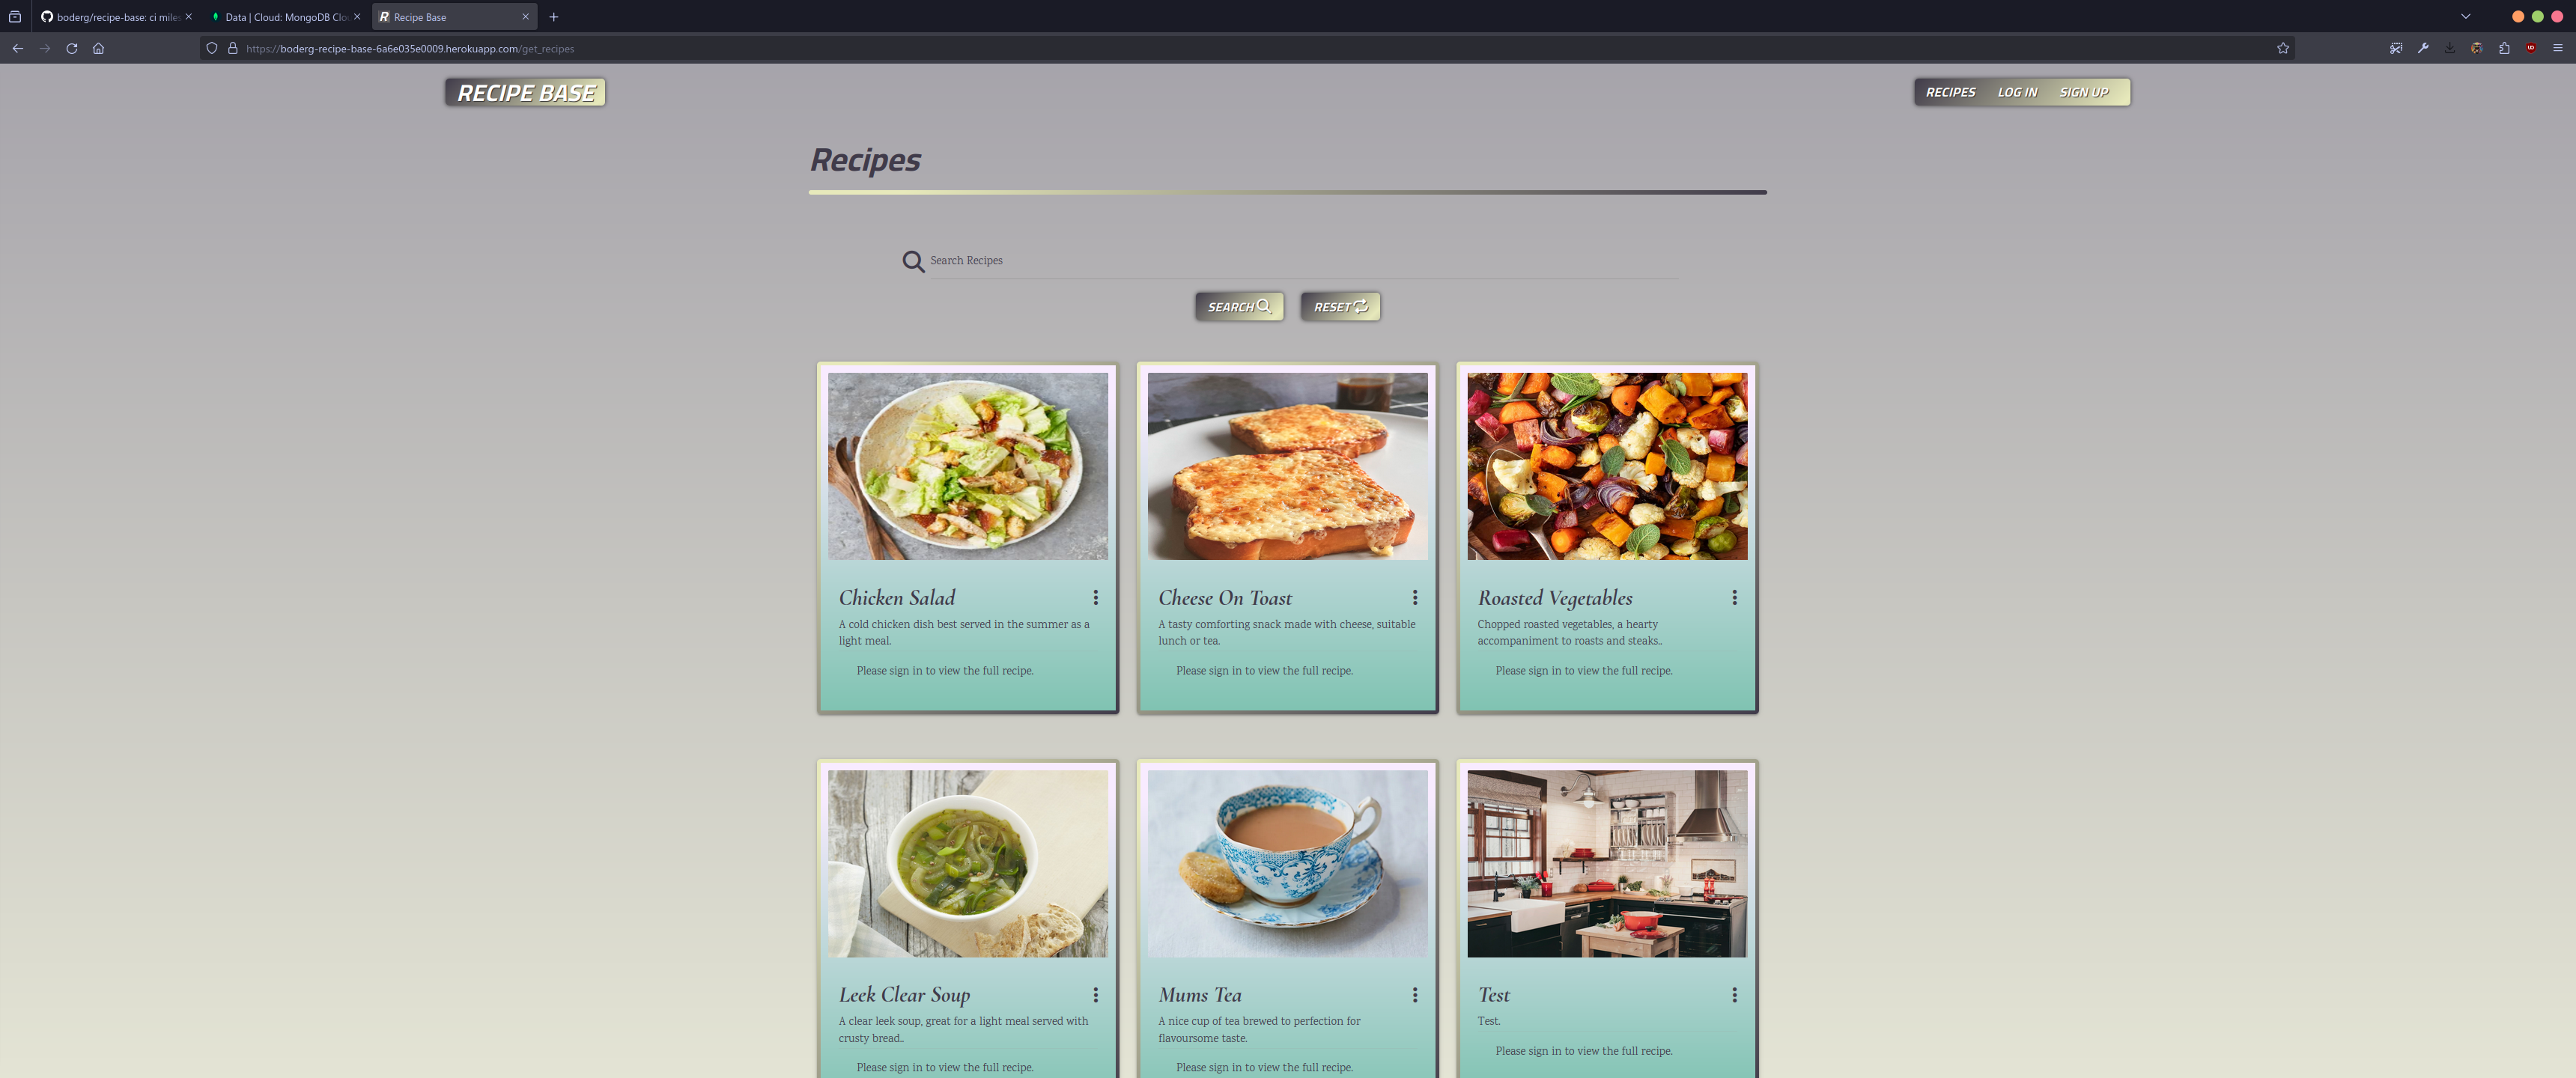 boderg/recipe-base: ci miles
Data | Cloud: MongoDB Clo
Recipe Base
https://boderg-recipe-base-6a6e035e0009.herokuapp.com/get_recipes
RECIPE BASE
RECIPES LOG IN SIGN UP
Recipes
Search Recipes
SEARCH RESET
Chicken Salad
A cold chicken dish best served in the summer as a
light meal.
Please sign in to view the full recipe.
Cheese On Toast
A tasty comforting snack made with cheese, suitable
lunch or tea.
Please sign in to view the full recipe.
Roasted Vegetables
Chopped roasted vegetables, a hearty
accompaniment to roasts and steaks..
Please sign in to view the full recipe.
Leek Clear Soup
A clear leek soup, great for a light meal served with
crusty bread..
Please sign in to view the full recipe.
Mums Tea
A nice cup of tea brewed to perfection for
flavoursome taste.
Please sign in to view the full recipe.
Test
Test.
Please sign in to view the full recipe.